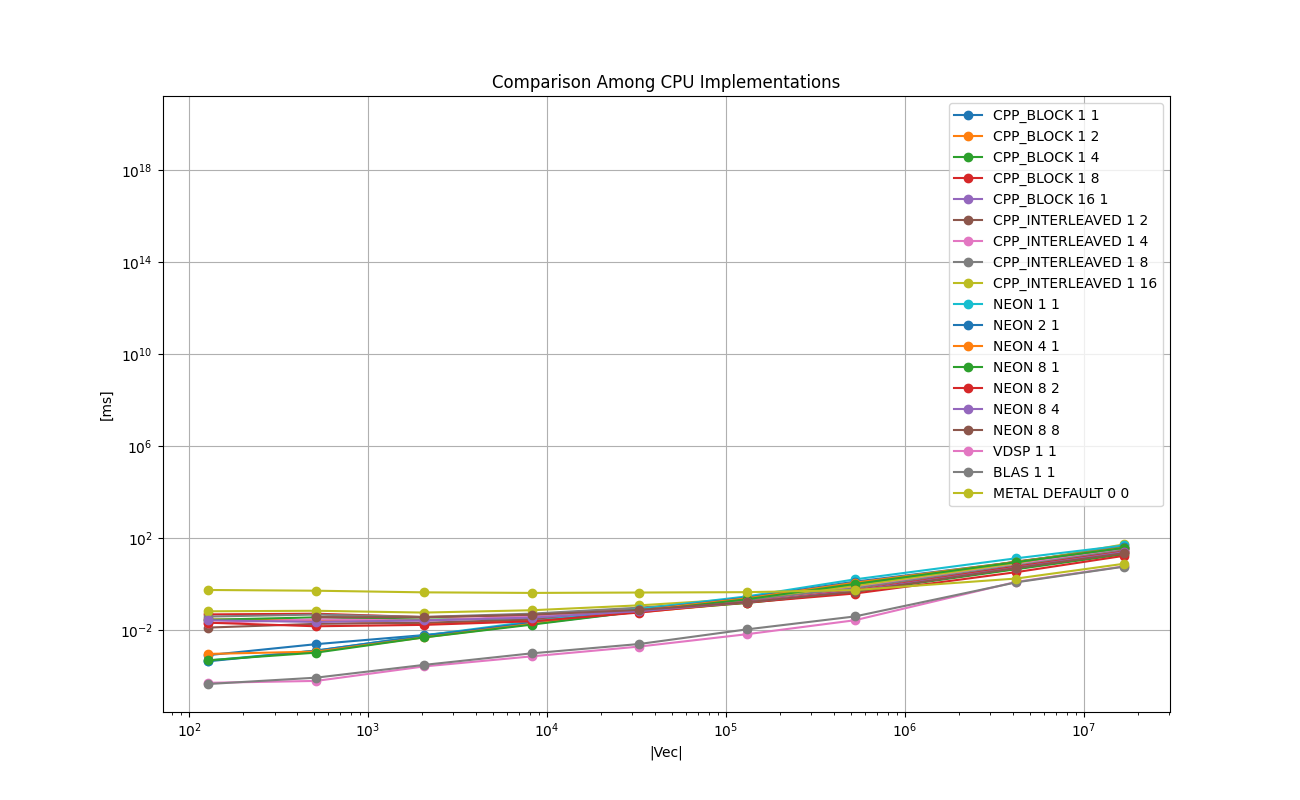 Comparison Among CPU Implementations
10^18
10^14
10^10
10^6
10^2
10^-2
[ms]
CPP_BLOCK 1 1
CPP_BLOCK 1 2
CPP_BLOCK 1 4
CPP_BLOCK 1 8
CPP_BLOCK 16 1
CPP_INTERLEAVED 1 2
CPP_INTERLEAVED 1 4
CPP_INTERLEAVED 1 8
CPP_INTERLEAVED 1 16
NEON 1 1
NEON 2 1
NEON 4 1
NEON 8 1
NEON 8 2
NEON 8 4
NEON 8 8
VDSP 1 1
BLAS 1 1
METAL DEFAULT 0 0
10^2 10^3 10^4 10^5 10^6 10^7
|Vec|